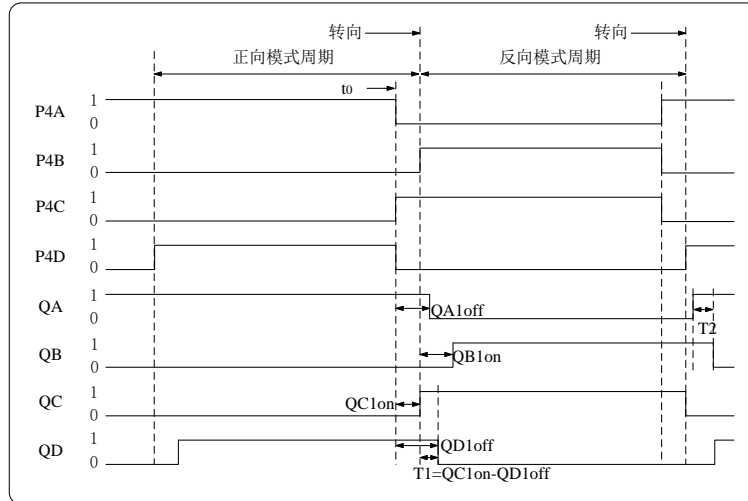 转向 转向
正向模式周期 反向模式周期
t0
P4A 1 0
P4B 1 0
P4C 1 0
P4D 1 0
QA 1 0 QA1off T2
QB 1 0 QB1on
QC 1 0 QC1on
QD 1 0 QD1off
T1=QC1on-QD1off